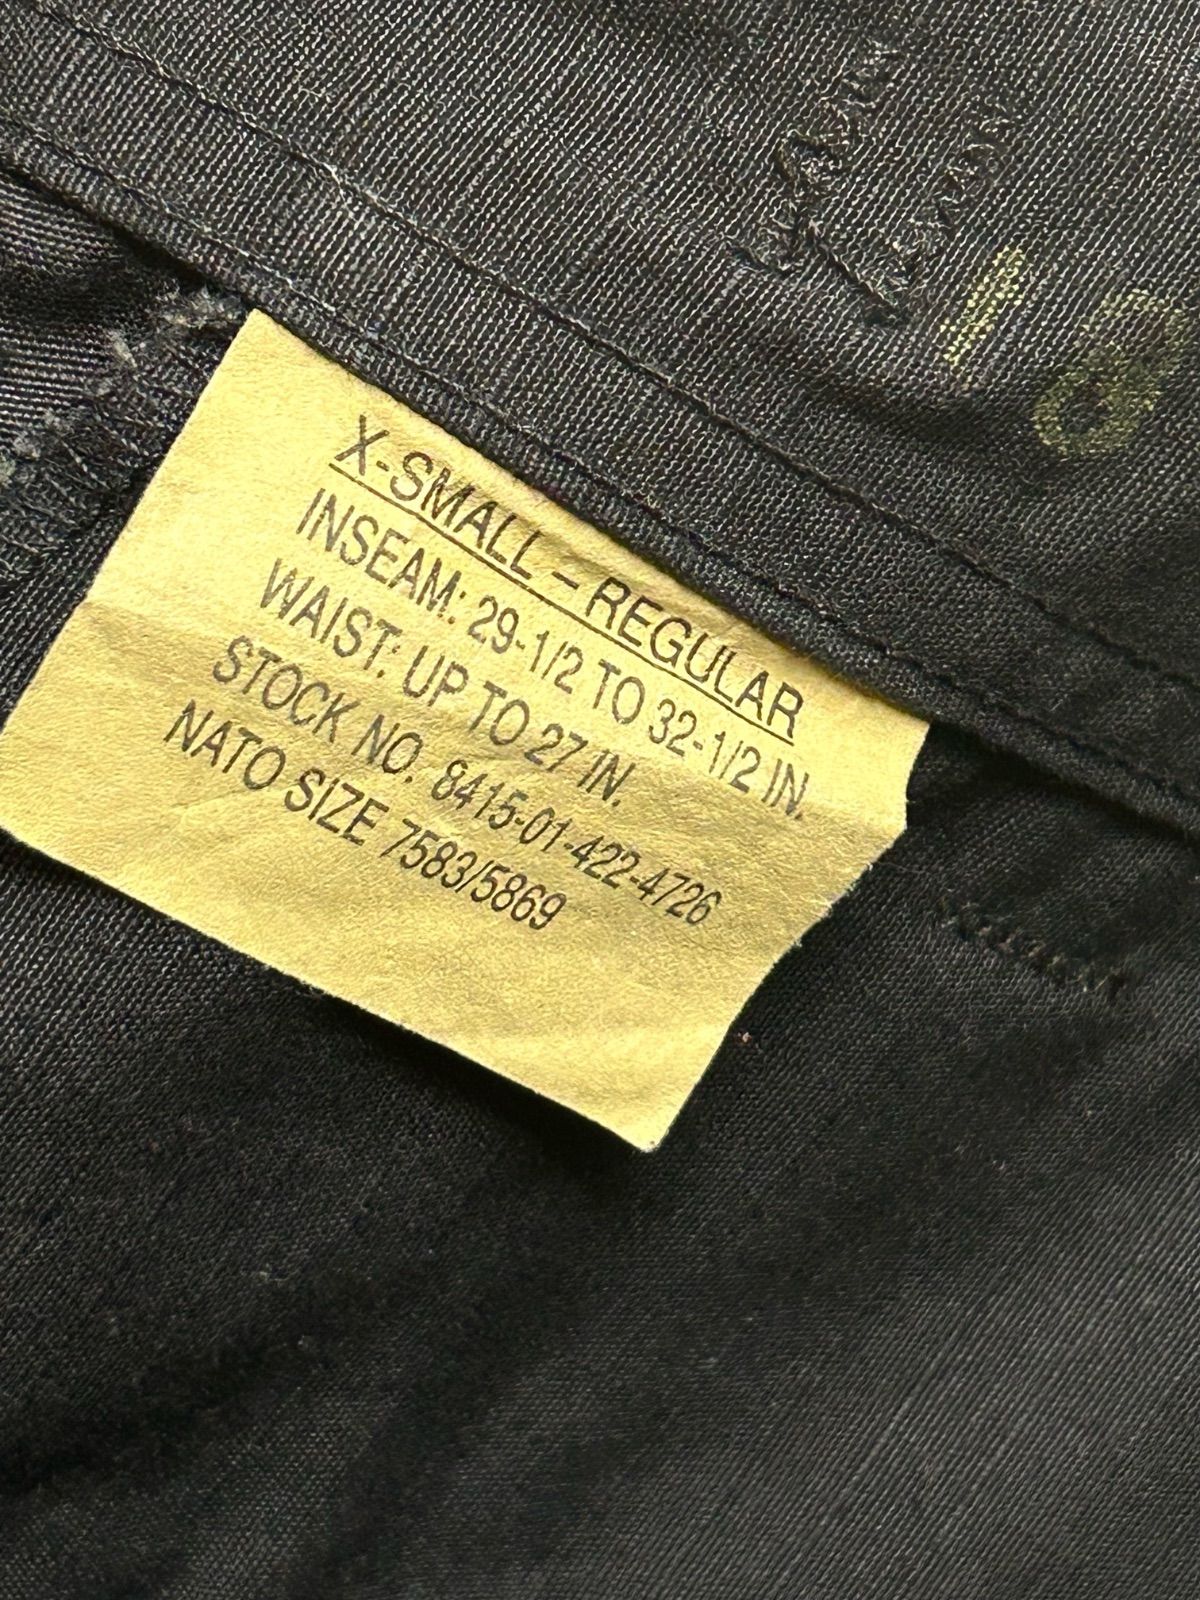 X-SMALL – REGULAR
INSEAM: 29-1/2 TO 32-1/2 IN.
WAIST: UP TO 27 IN.
STOCK NO. 8415-01-422-4726
NATO SIZE 7583/5869